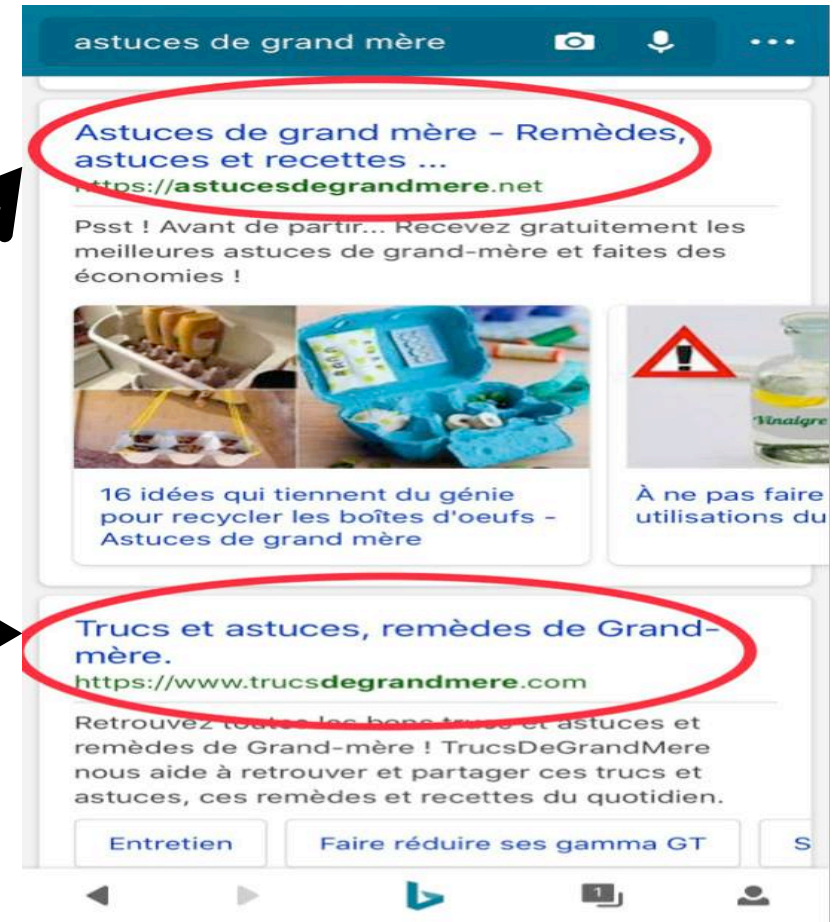 astuces de grand mère
Astuces de grand mère - Remèdes,
astuces et recettes ...
https://astucesdegrandmere.net
Psst ! Avant de partir... Recevez gratuitement les
meilleures astuces de grand-mère et faites des
économies !
Vinaigre
16 idées qui tiennent du génie
pour recycler les boîtes d'oeufs -
Astuces de grand mère
À ne pas faire
utilisations du
Trucs et astuces, remèdes de Grand-
mère.
https://www.trucsdegrandmere.com
Retrouvez toutes les bons trucs et astuces et
remèdes de Grand-mère ! TrucsDeGrandMere
nous aide à retrouver et partager ces trucs et
astuces, ces remèdes et recettes du quotidien.
Entretien
Faire réduire ses gamma GT
S
1